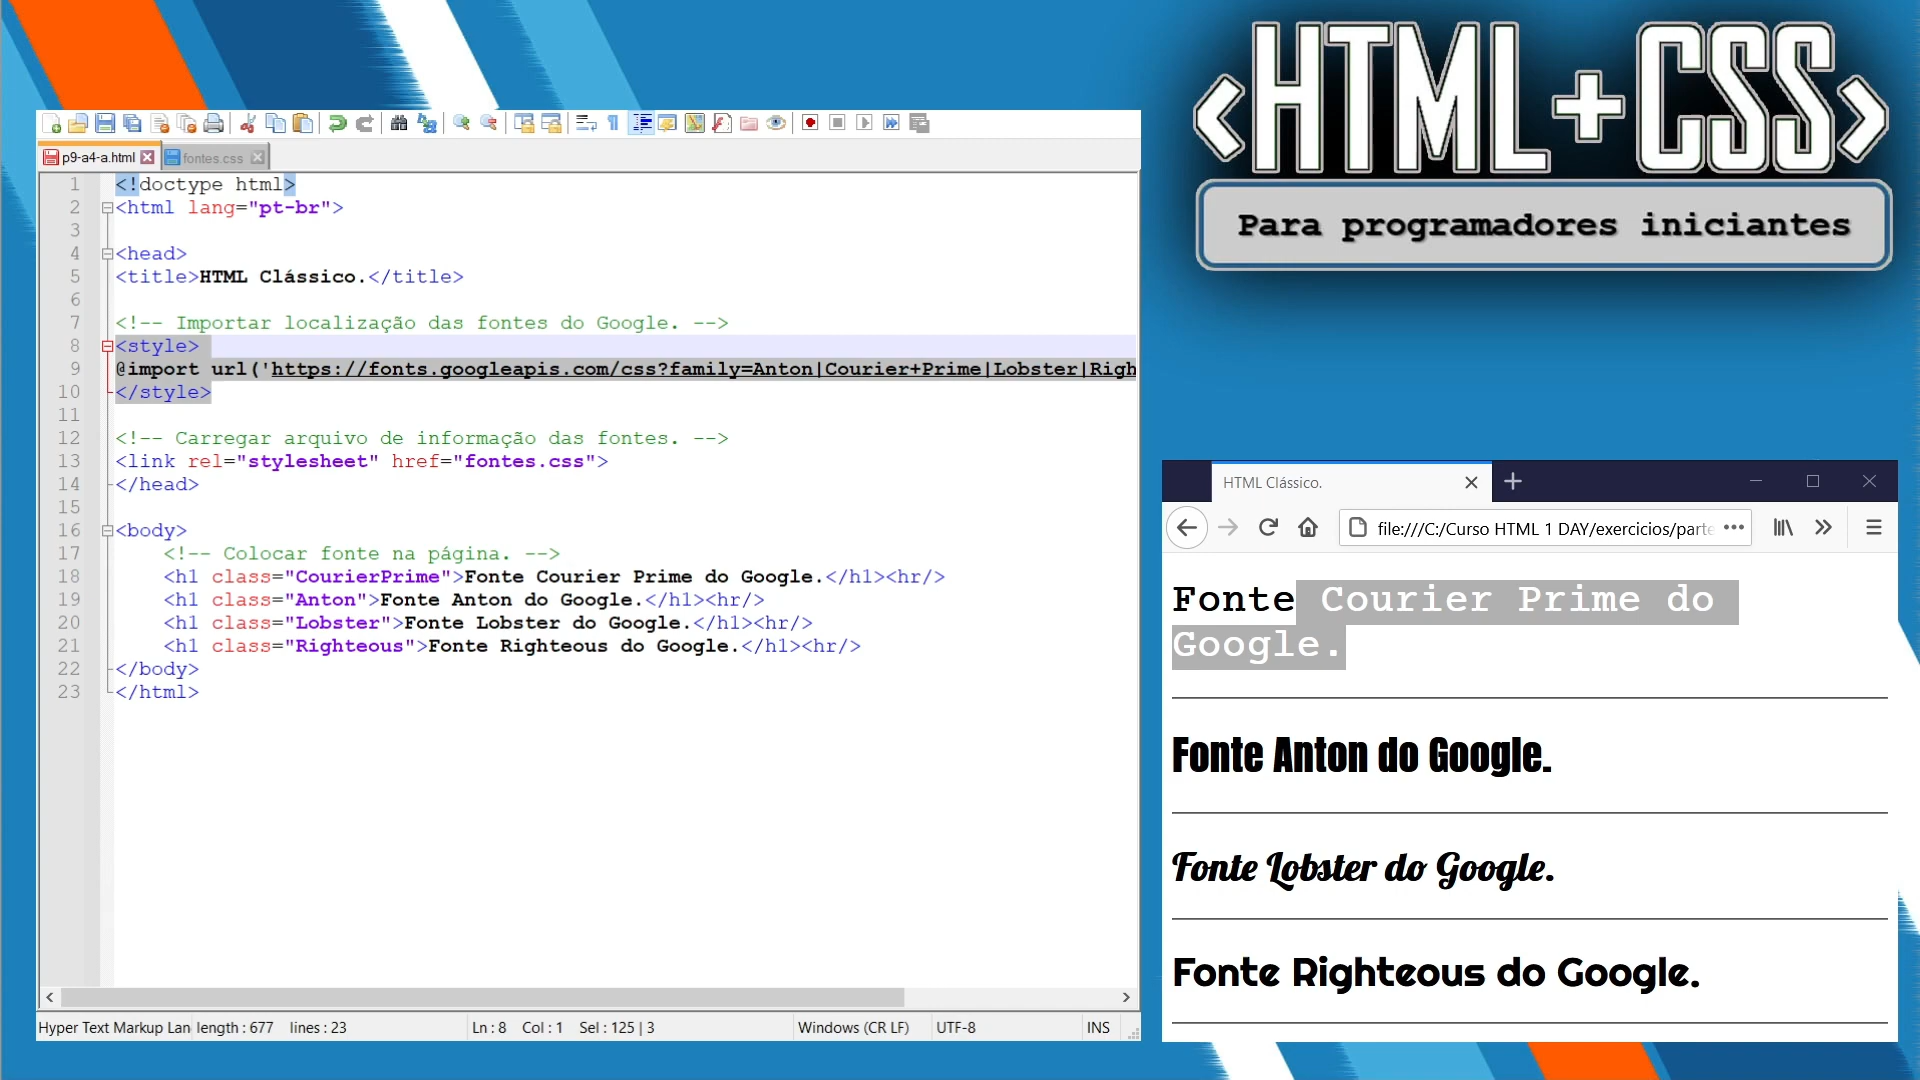 <HTML+CSS>
Para programadores iniciantes
p9-a4-a.html
fontes.css
1 <!doctype html>
2 <html lang="pt-br">
3
4 <head>
5 <title>HTML Clássico.</title>
6
7 <!-- Importar localização das fontes do Google. -->
8 <style>
9 @import url('https://fonts.googleapis.com/css?family=Anton|Courier+Prime|Lobster|Righ
10 </style>
11
12 <!-- Carregar arquivo de informação das fontes. -->
13 <link rel="stylesheet" href="fontes.css">
14 </head>
15
16 <body>
17 <!-- Colocar fonte na página. -->
18 <h1 class="CourierPrime">Fonte Courier Prime do Google.</h1><hr/>
19 <h1 class="Anton">Fonte Anton do Google.</h1><hr/>
20 <h1 class="Lobster">Fonte Lobster do Google.</h1><hr/>
21 <h1 class="Righteous">Fonte Righteous do Google.</h1><hr/>
22 </body>
23 </html>
Hyper Text Markup Lan length : 677 lines : 23 Ln : 8 Col : 1 Sel : 125 | 3 Windows (CR LF) UTF-8 INS
HTML Clássico.
file:///C:/Curso HTML 1 DAY/exercicios/parte
Fonte Courier Prime do
Google.
Fonte Anton do Google.
Fonte Lobster do Google.
Fonte Righteous do Google.